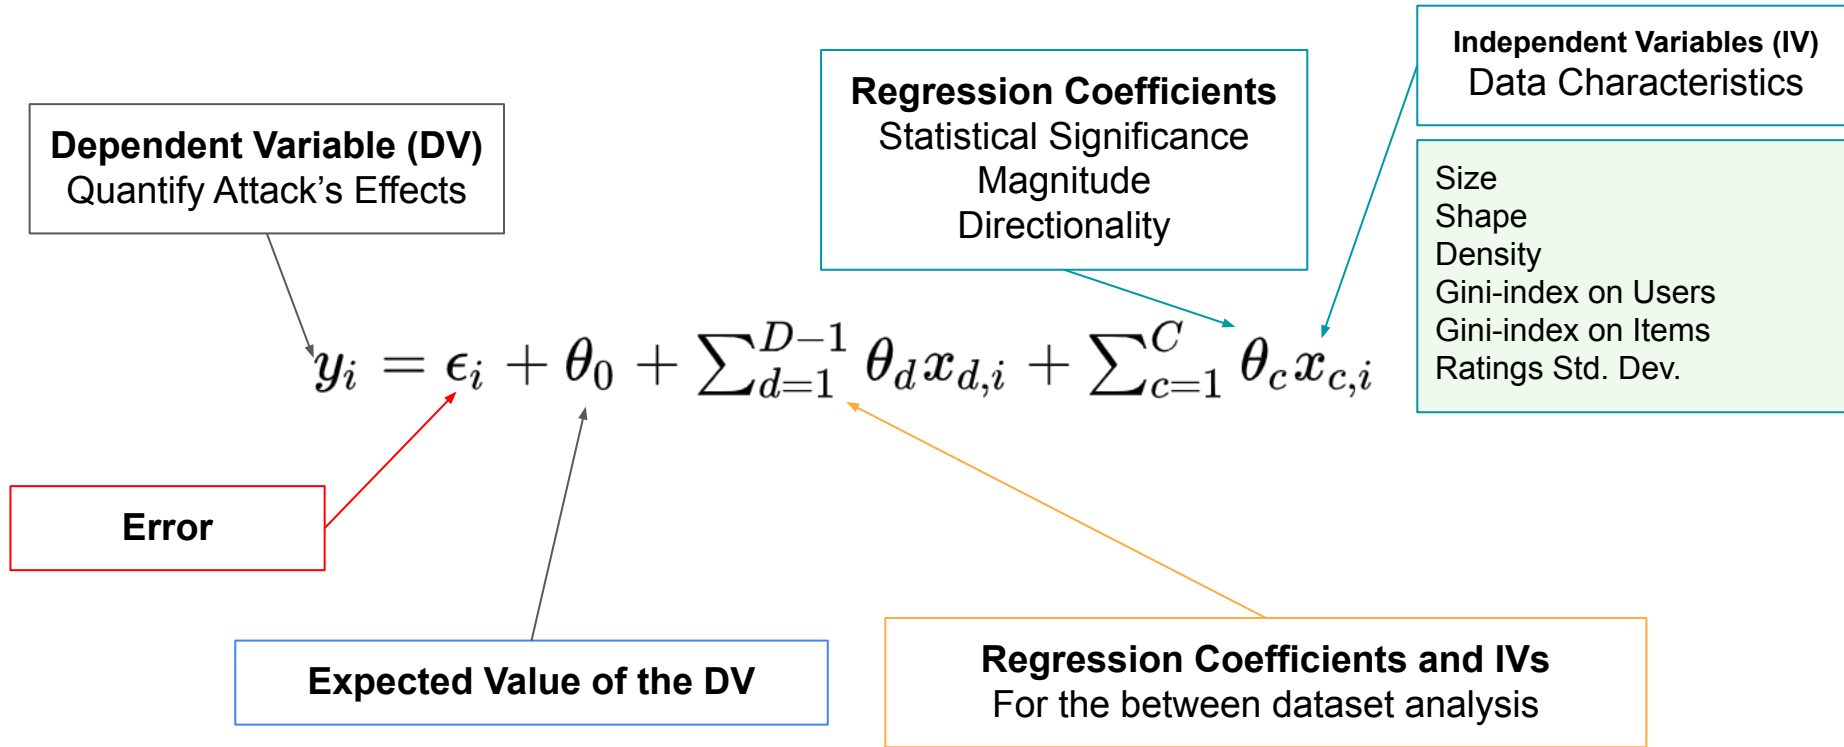 Independent Variables (IV)
Data Characteristics
Regression Coefficients
Statistical Significance
Magnitude
Directionality
Dependent Variable (DV)
Quantify Attack's Effects
Size
Shape
Density
Gini-index on Users
Gini-index on Items
Ratings Std. Dev.
y_i = ϵ_i + θ_0 + ∑_{d=1}^{D−1} θ_d x_{d,i} + ∑_{c=1}^{C} θ_c x_{c,i}
Error
Expected Value of the DV
Regression Coefficients and IVs
For the between dataset analysis